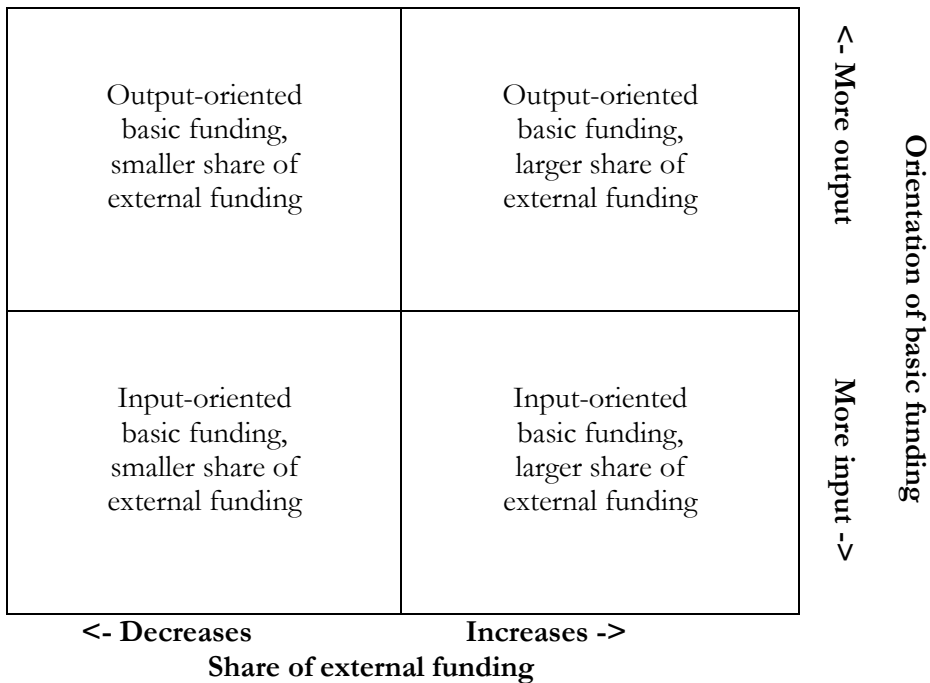 Output-oriented
basic funding,
smaller share of
external funding
Output-oriented
basic funding,
larger share of
external funding
<- More output
Orientation of basic funding
Input-oriented
basic funding,
smaller share of
external funding
Input-oriented
basic funding,
larger share of
external funding
More input ->
<- Decreases
Increases ->
Share of external funding